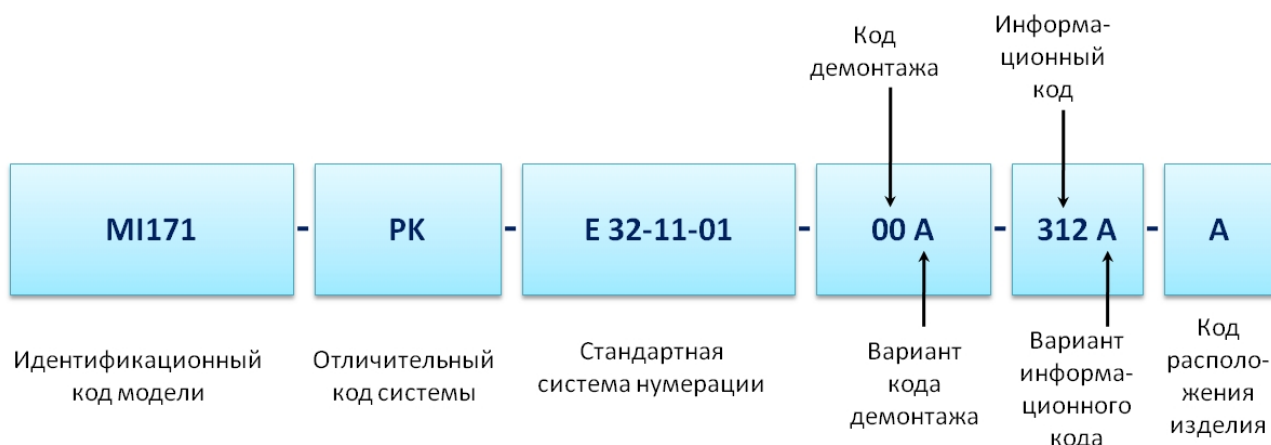 Код
демонтажа
Информа-
ционный
код
MI171 - PK - E 32-11-01 - 00 A - 312 A - A
Идентификационный
код модели
Отличительный
код системы
Стандартная
система нумерации
Вариант
кода
демонтажа
Вариант
информа-
ционного
кода
Код
располо-
жения
изделия